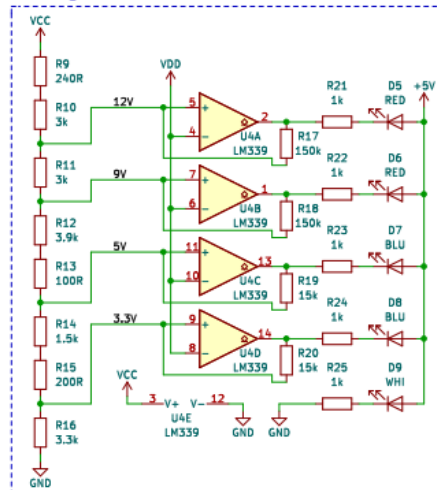 VCC
R9
240R
R10
3k
R11
3k
R12
3.9k
R13
100R
R14
1.5k
R15
200R
R16
3.3k
GND
12V
9V
5V
3.3V
VDD
5
4
2
U4A
LM339
7
6
1
U4B
LM339
11
10
13
U4C
LM339
9
8
14
U4D
LM339
VCC
3 V+
V- 12
U4E
LM339
GND
R17
150k
R18
150k
R19
15k
R20
15k
R21
1k
R22
1k
R23
1k
R24
1k
R25
1k
GND
D5
RED
D6
RED
D7
BLU
D8
BLU
D9
WHI
+5V